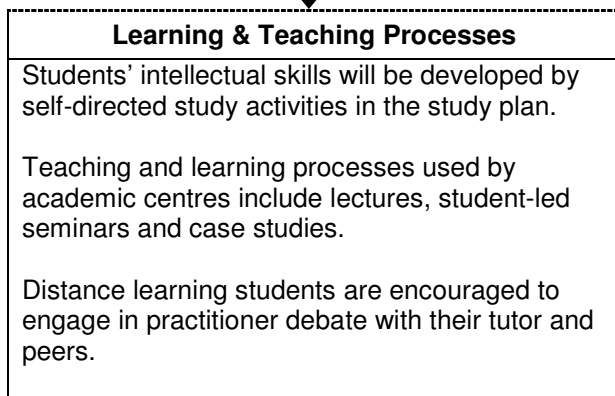 Learning & Teaching Processes
Students’ intellectual skills will be developed by
self-directed study activities in the study plan.
Teaching and learning processes used by
academic centres include lectures, student-led
seminars and case studies.
Distance learning students are encouraged to
engage in practitioner debate with their tutor and
peers.